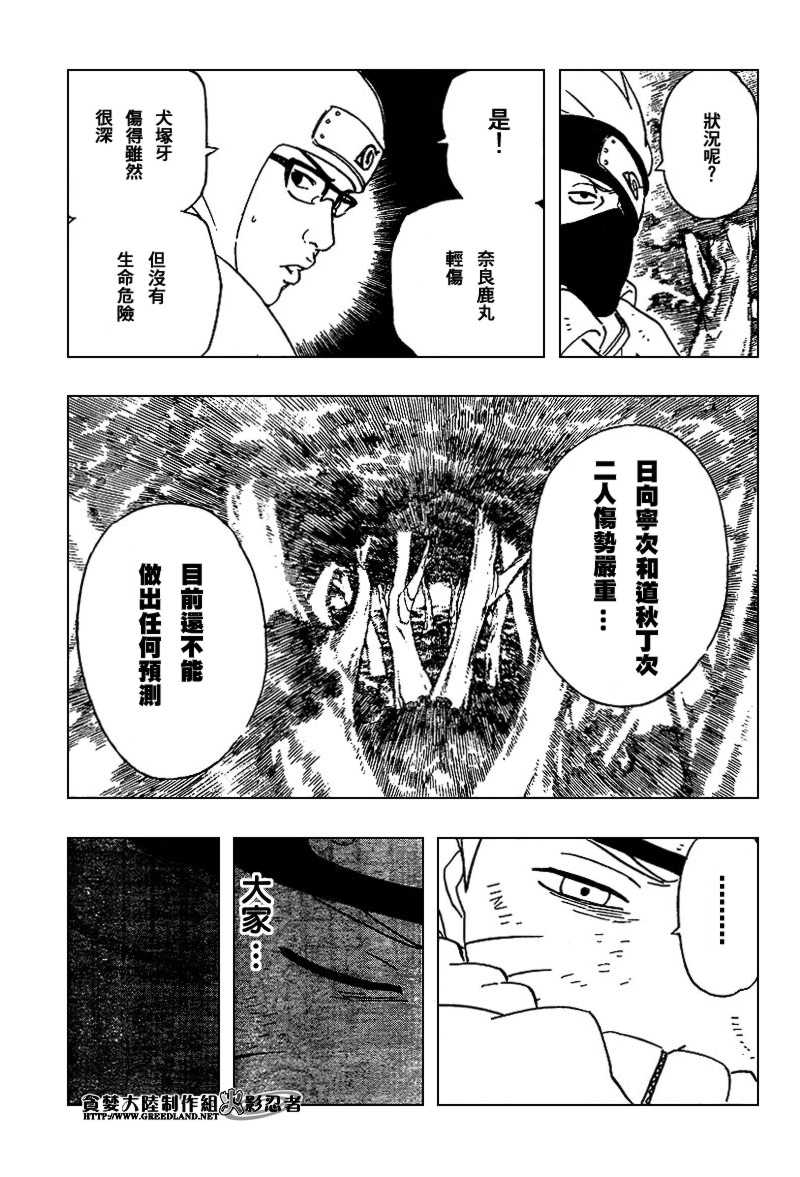 狀況呢?
是!
奈良鹿丸
輕傷
犬塚牙
傷得雖然
很深
但沒有
生命危險
日向寧次和道秋丁次
二人傷勢嚴重…
目前還不能
做出任何預測
………
大家…
貪婪大陸制作組 火影忍者
HTTP://WWW.GREEDLAND.NET